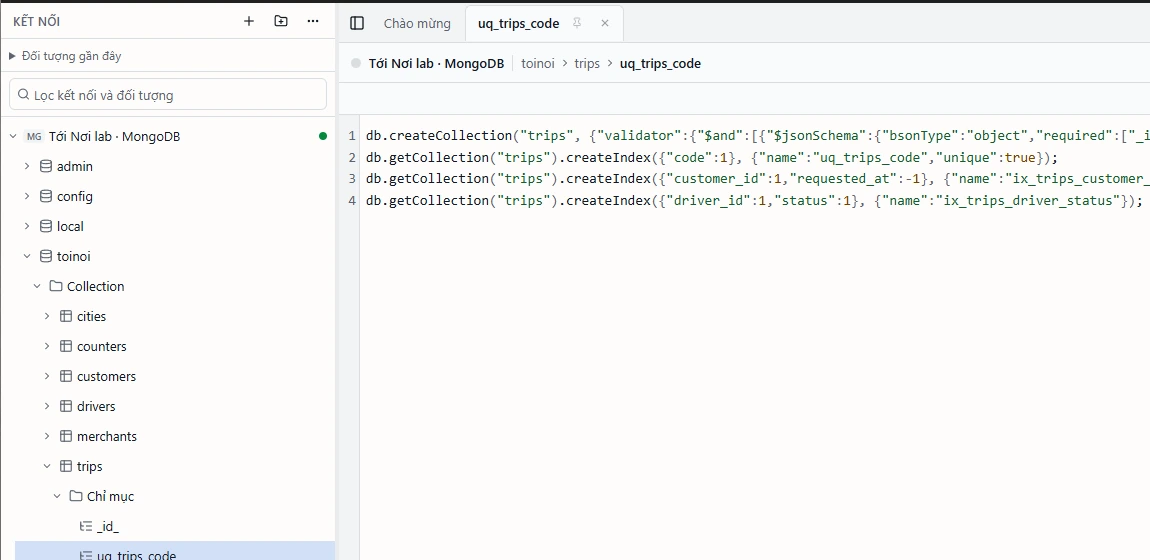 KẾT NỐI
Đối tượng gần đây
Lọc kết nối và đối tượng
MG Tới Nơi lab · MongoDB
admin
config
local
toinoi
Collection
cities
counters
customers
drivers
merchants
trips
Chỉ mục
_id_
uq_trips_code
Chào mừng
uq_trips_code
Tới Nơi lab · MongoDB toinoi > trips > uq_trips_code
1 db.createCollection("trips", {"validator":{"$and":[{"$jsonSchema":{"bsonType":"object","required":["_i
2 db.getCollection("trips").createIndex({"code":1}, {"name":"uq_trips_code","unique":true});
3 db.getCollection("trips").createIndex({"customer_id":1,"requested_at":-1}, {"name":"ix_trips_customer_
4 db.getCollection("trips").createIndex({"driver_id":1,"status":1}, {"name":"ix_trips_driver_status"});